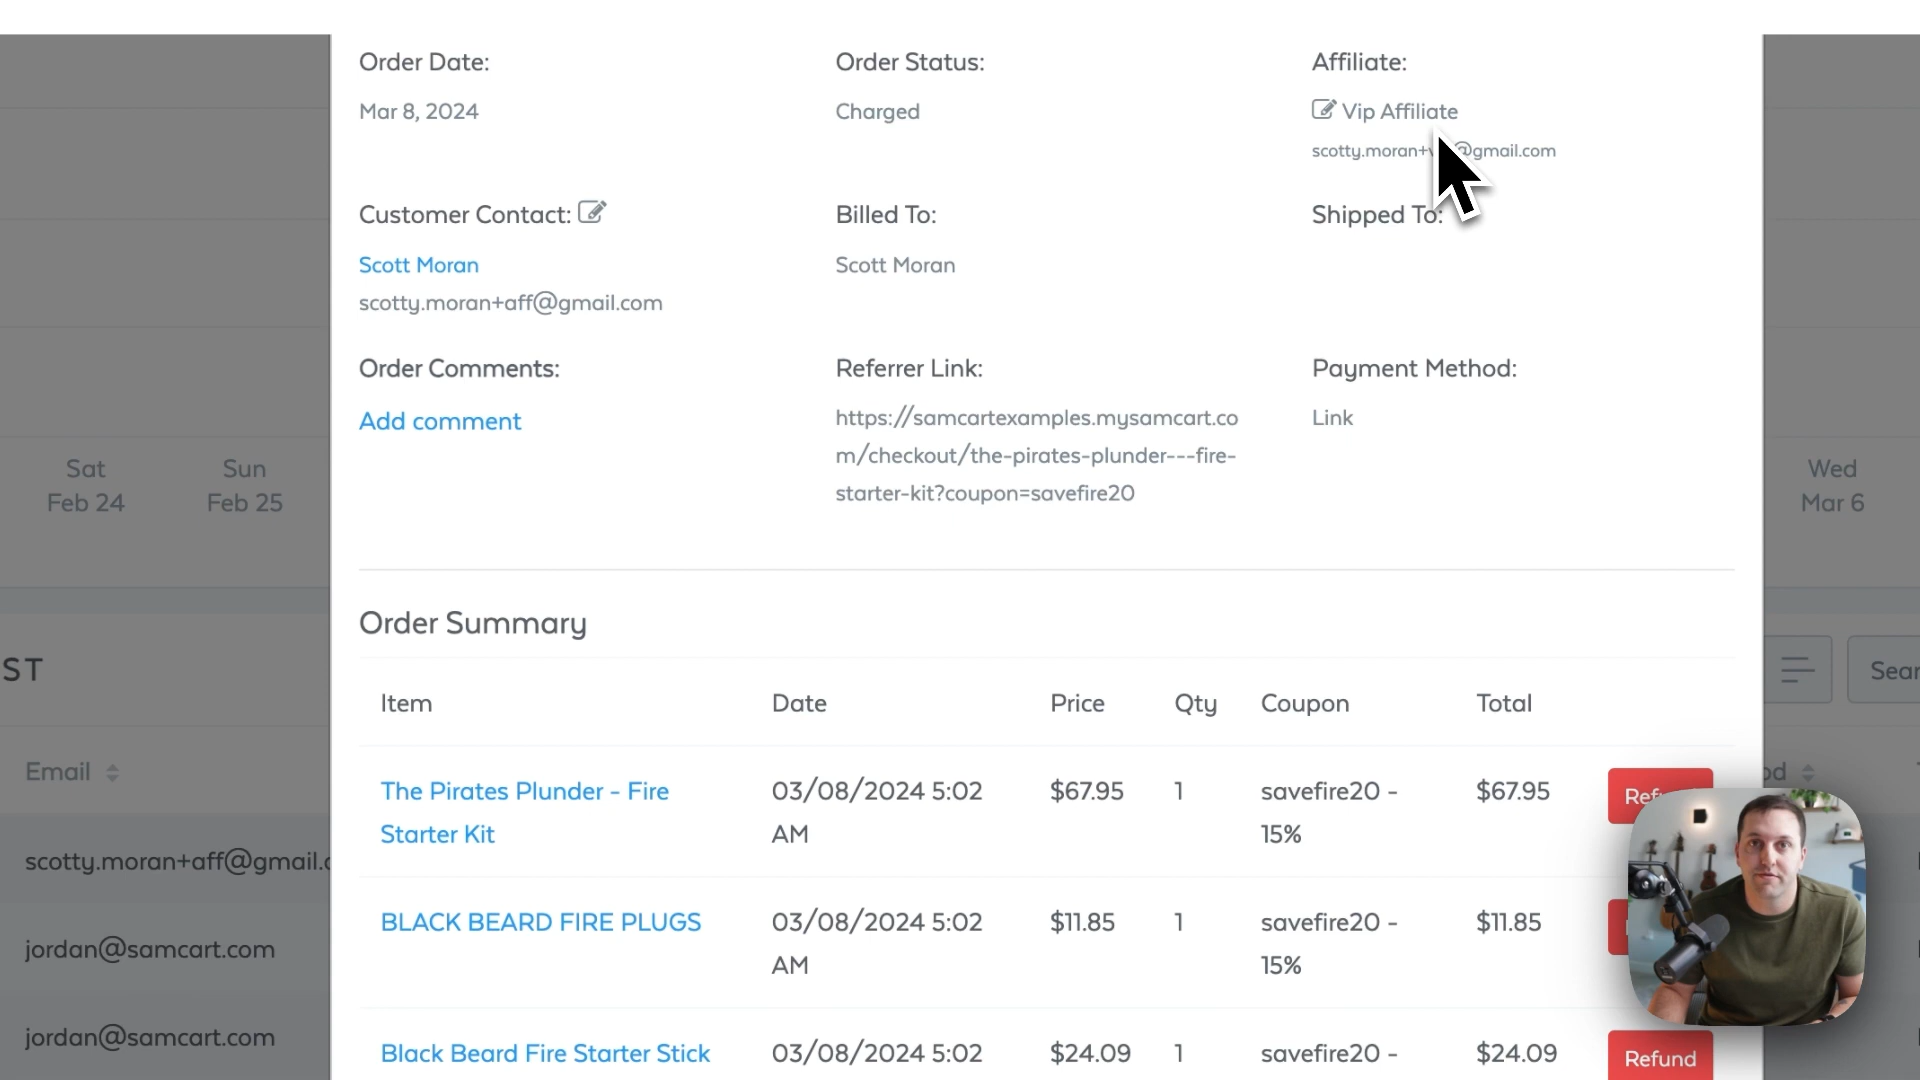 Order Date:
Order Status:
Affiliate:
Mar 8, 2024
Charged
Vip Affiliate
@gmail.com
Customer Contact:
Billed To:
Shipped To:
Scott Moran
Scott Moran
scotty.moran+aff@gmail.com
Order Comments:
Referrer Link:
Payment Method:
Add comment
https://samcartexamples.mysamcart.co
Link
m/checkout/the-pirates-plunder---fire-
starter-kit?coupon=savefire20
Sat
Feb 24
Sun
Feb 25
Wed
Mar 6
Order Summary
ST
Item
Date
Price
Qty
Coupon
Total
Email
The Pirates Plunder - Fire
Starter Kit
03/08/2024 5:02
AM
$67.95
1
savefire20 -
15%
$67.95
scotty.moran+aff@gmail.
BLACK BEARD FIRE PLUGS
03/08/2024 5:02
AM
$11.85
1
savefire20 -
15%
$11.85
jordan@samcart.com
jordan@samcart.com
Black Beard Fire Starter Stick
03/08/2024 5:02
$24.09
1
savefire20 -
$24.09
Refund